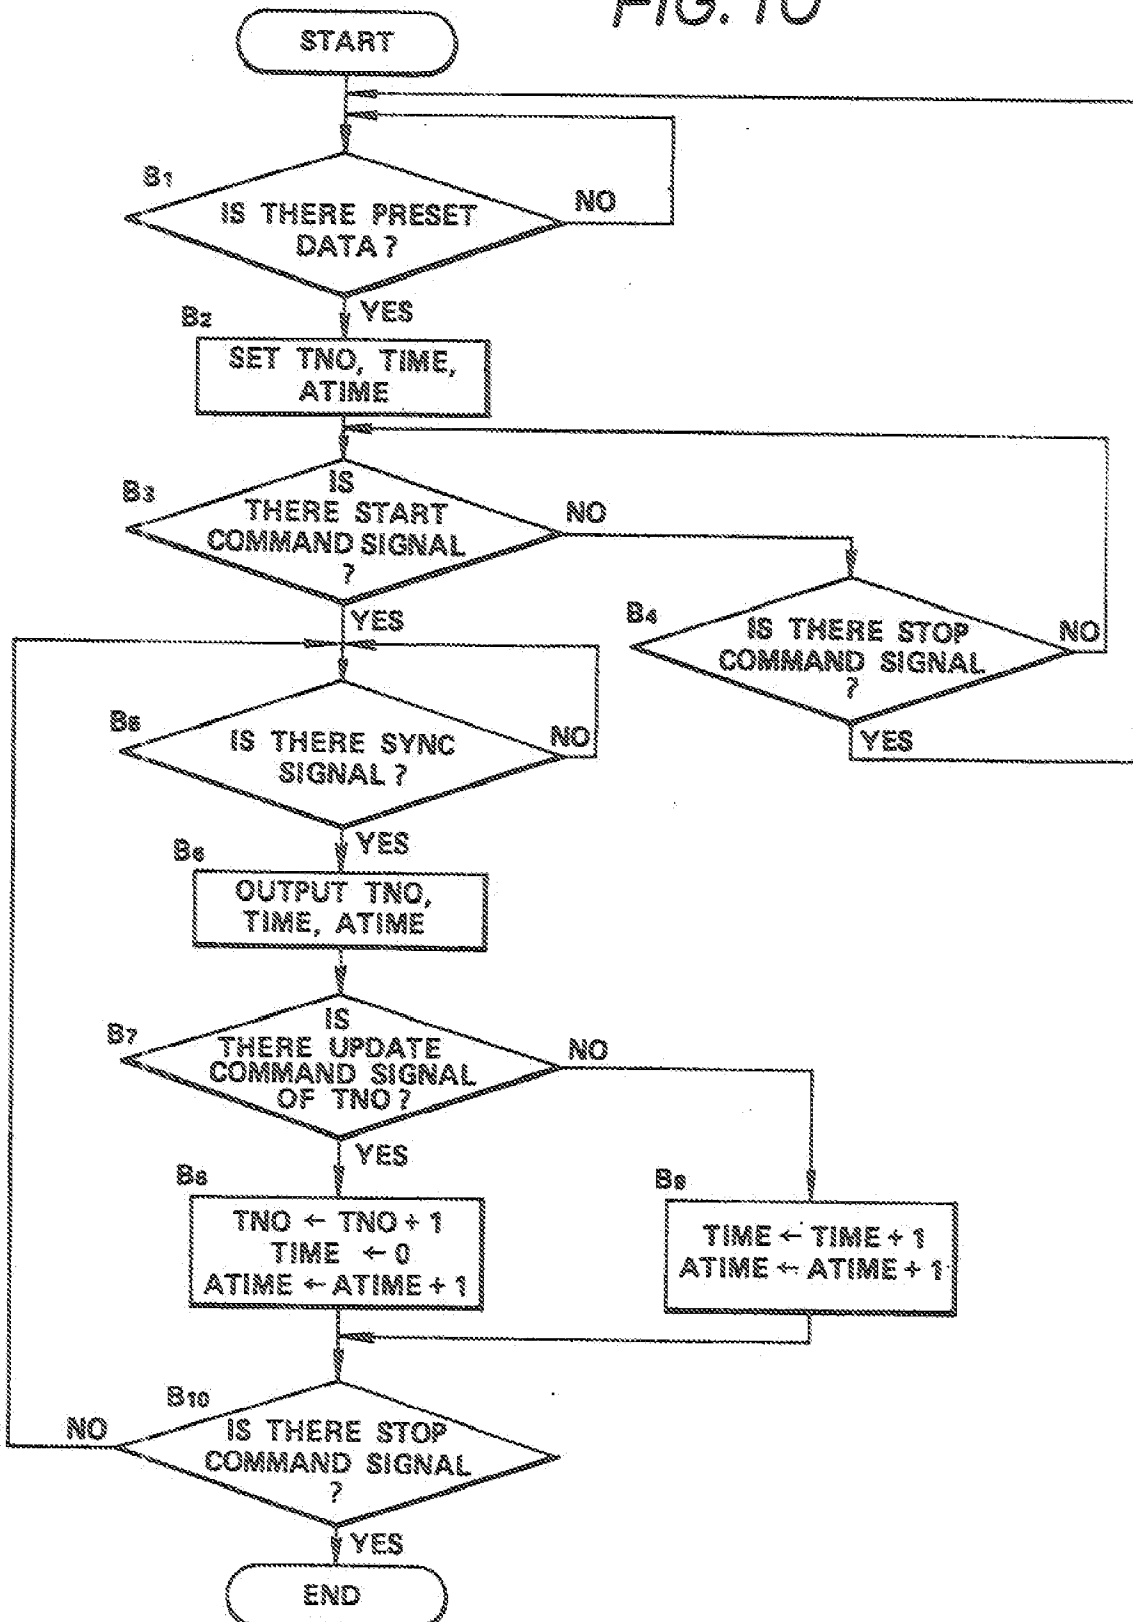 FIG. 10
START
B1
IS THERE PRESET
DATA?
NO
YES
B2
SET TNO, TIME,
ATIME
B3
IS
THERE START
COMMAND SIGNAL
?
NO
YES
B4
IS THERE STOP
COMMAND SIGNAL
?
NO
YES
B5
IS THERE SYNC
SIGNAL?
NO
YES
B6
OUTPUT TNO,
TIME, ATIME
B7
IS
THERE UPDATE
COMMAND SIGNAL
OF TNO?
NO
YES
B8
TNO ← TNO + 1
TIME ← 0
ATIME ← ATIME + 1
B9
TIME ← TIME + 1
ATIME ← ATIME + 1
B10
IS THERE STOP
COMMAND SIGNAL
?
NO
YES
END